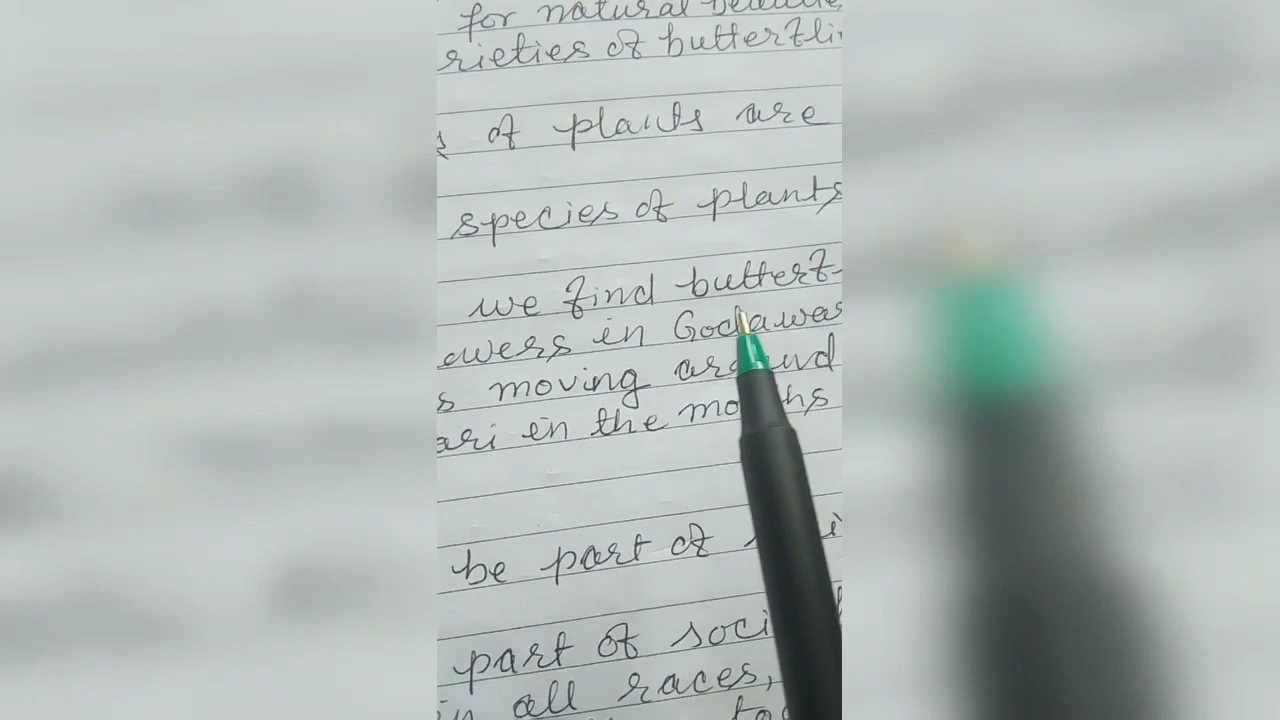 for natural
rieties of butterfli
of plants are
species of plants
we find butterf-
owers in Godawar
s moving around
ari in the months
be part of
part of soci
in all races,